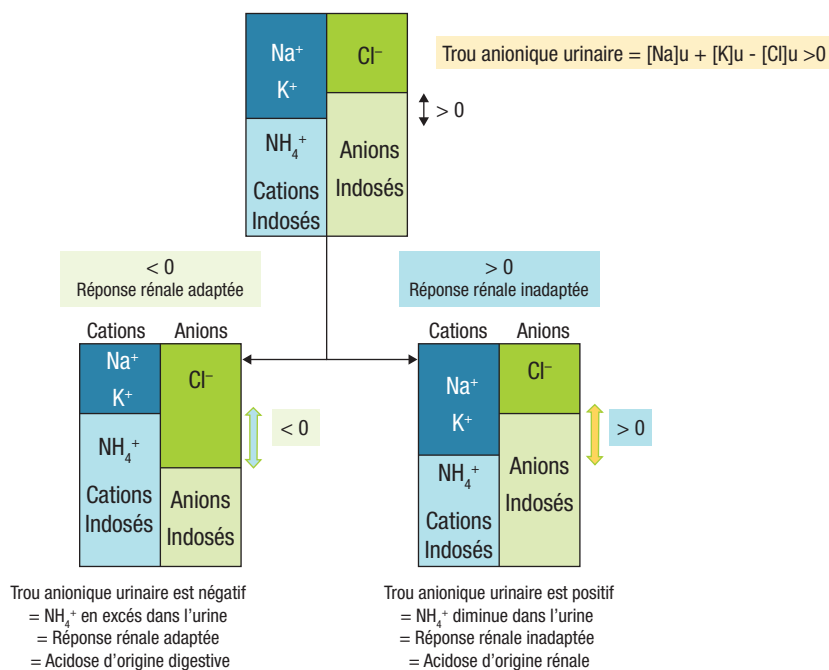 Na⁺
K⁺
Cl⁻
Trou anionique urinaire = [Na]u + [K]u - [Cl]u >0
> 0
NH₄⁺
Cations
Indosés
Anions
Indosés
< 0
Réponse rénale adaptée
> 0
Réponse rénale inadaptée
Cations Anions
Na⁺
K⁺
Cl⁻
< 0
NH₄⁺
Cations
Indosés
Anions
Indosés
Cations Anions
Na⁺
K⁺
Cl⁻
> 0
NH₄⁺
Cations
Indosés
Anions
Indosés
Trou anionique urinaire est négatif
= NH₄⁺ en excés dans l'urine
= Réponse rénale adaptée
= Acidose d'origine digestive
Trou anionique urinaire est positif
= NH₄⁺ diminue dans l'urine
= Réponse rénale inadaptée
= Acidose d'origine rénale